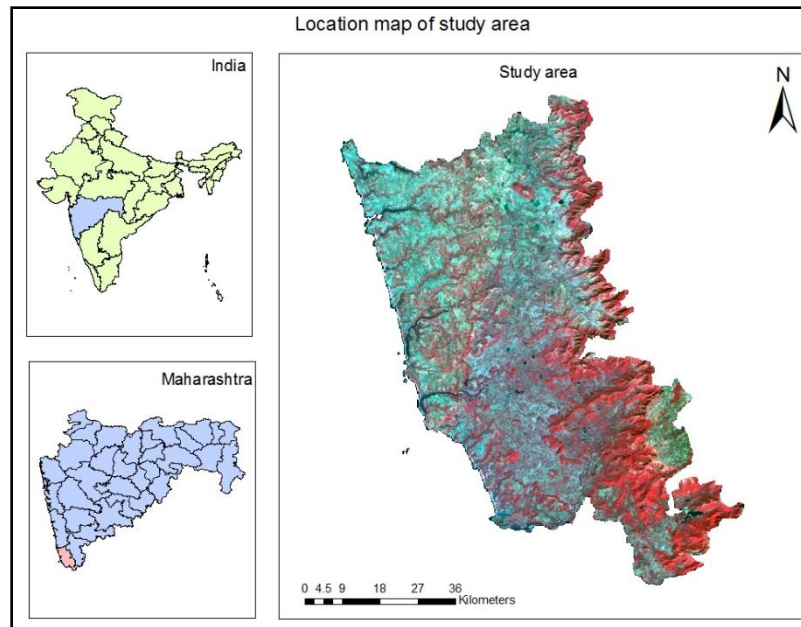 Location map of study area
India
Study area
N
Maharashtra
0 4.5 9 18 27 36
Kilometers